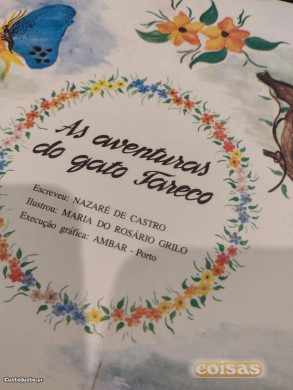 As aventuras
do gato Tareco
Escreveu: NAZARÉ DE CASTRO
Ilustrou: MARIA DO ROSÁRIO GRILO
Execução gráfica: AMBAR - Porto
coisas
CustoJusto.pt